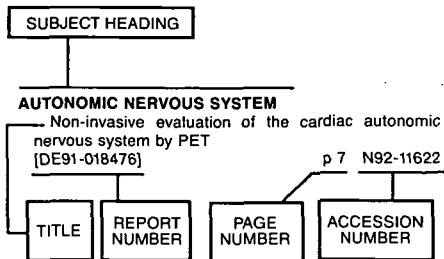 SUBJECT HEADING
AUTONOMIC NERVOUS SYSTEM
Non-invasive evaluation of the cardiac autonomic
nervous system by PET
[DE91-018476] p 7 N92-11622
TITLE
REPORT NUMBER
PAGE NUMBER
ACCESSION NUMBER